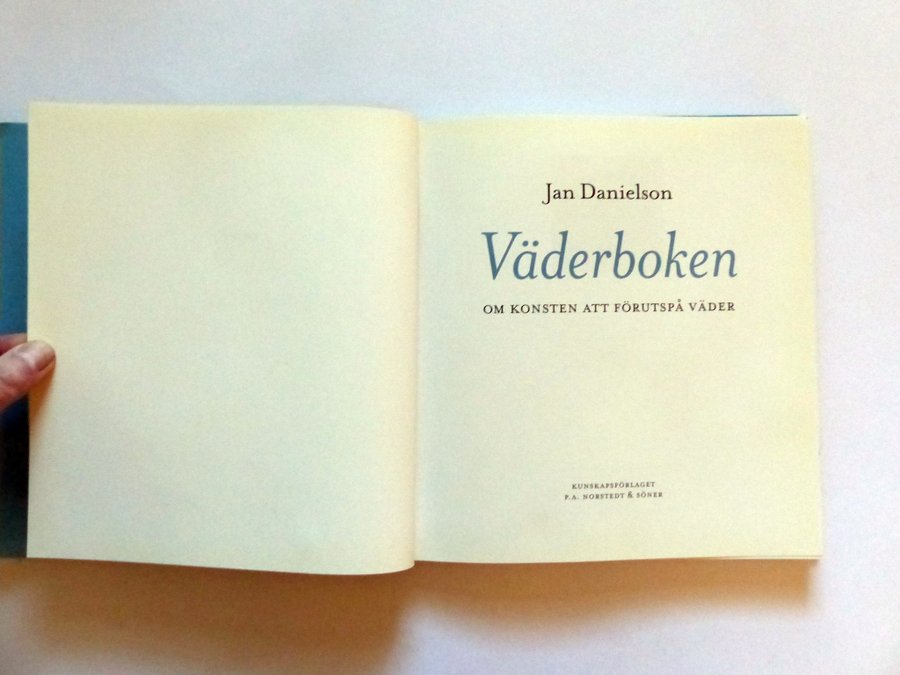 Jan Danielson
Väderboken
OM KONSTEN ATT FÖRUTSPÅ VÄDER
KUNSKAPSFÖRLAGET
P.A. NORSTEDT & SÖNER